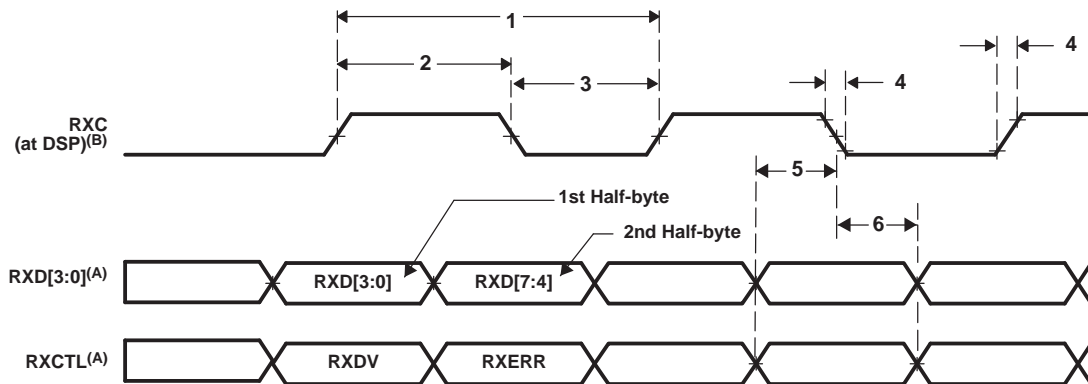 1
4
2
4
3
RXC
(at DSP)(B)
5
1st Half-byte
6
2nd Half-byte
RXD[3:0](A)
RXD[3:0]
RXD[7:4]
RXCTL(A)
RXDV
RXERR